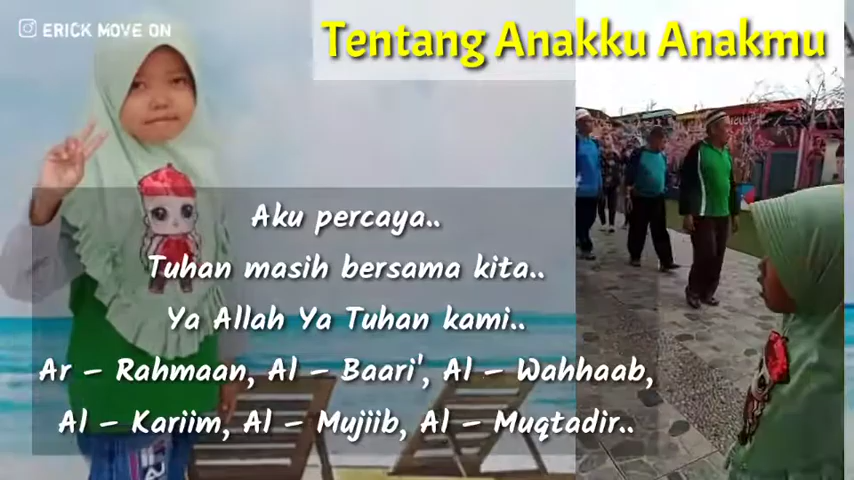 ERICK MOVE ON
Tentang Anakku Anakmu
Aku percaya..
Tuhan masih bersama kita..
Ya Allah Ya Tuhan kami..
Ar – Rahmaan, Al – Baari', Al – Wahhaab,
Al – Kariim, Al – Mujiib, Al – Muqtadir..